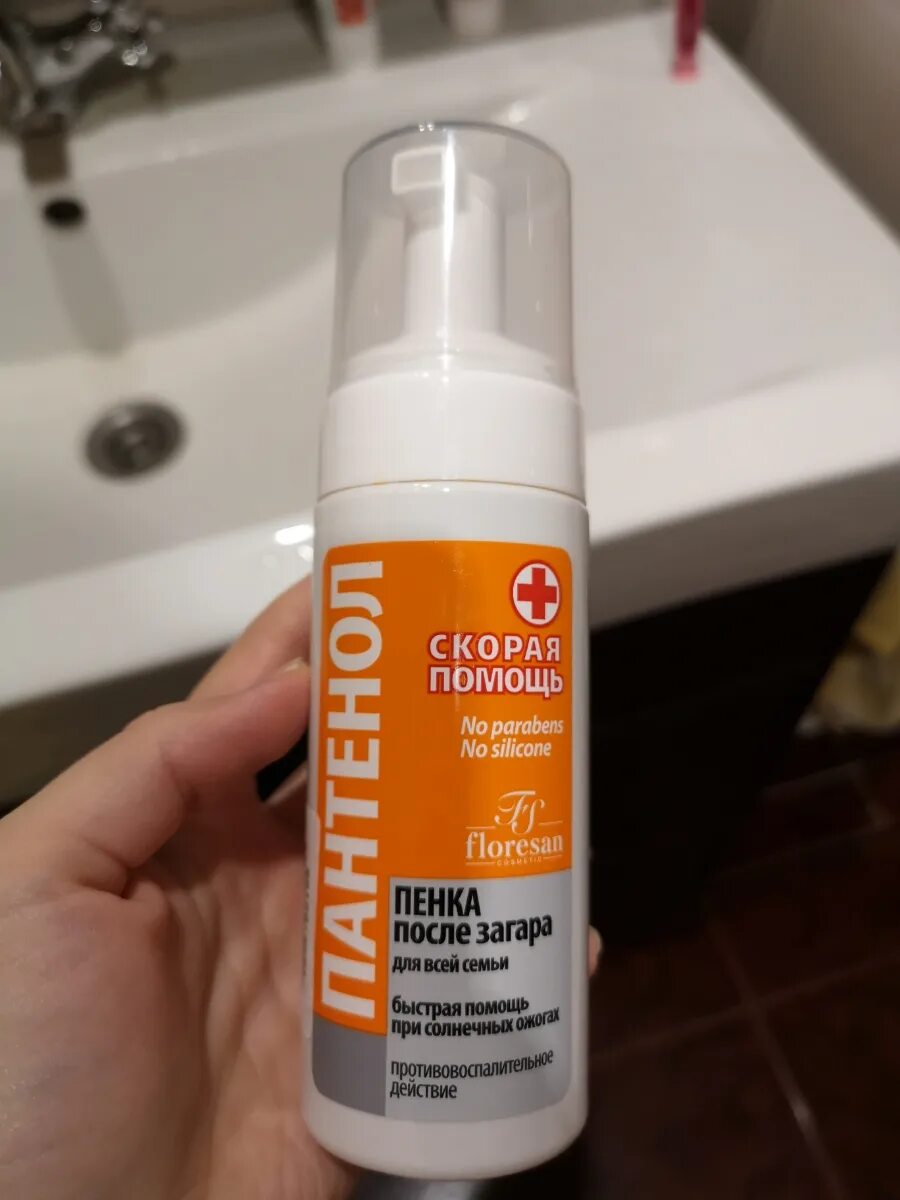 ПАНТЕНОЛ
СКОРАЯ
ПОМОЩЬ
No parabens
No silicone
FS
floresan
COSMETIC
ПЕНКА
после загара
для всей семьи
быстрая помощь
при солнечных ожогах
противовоспалительное
действие